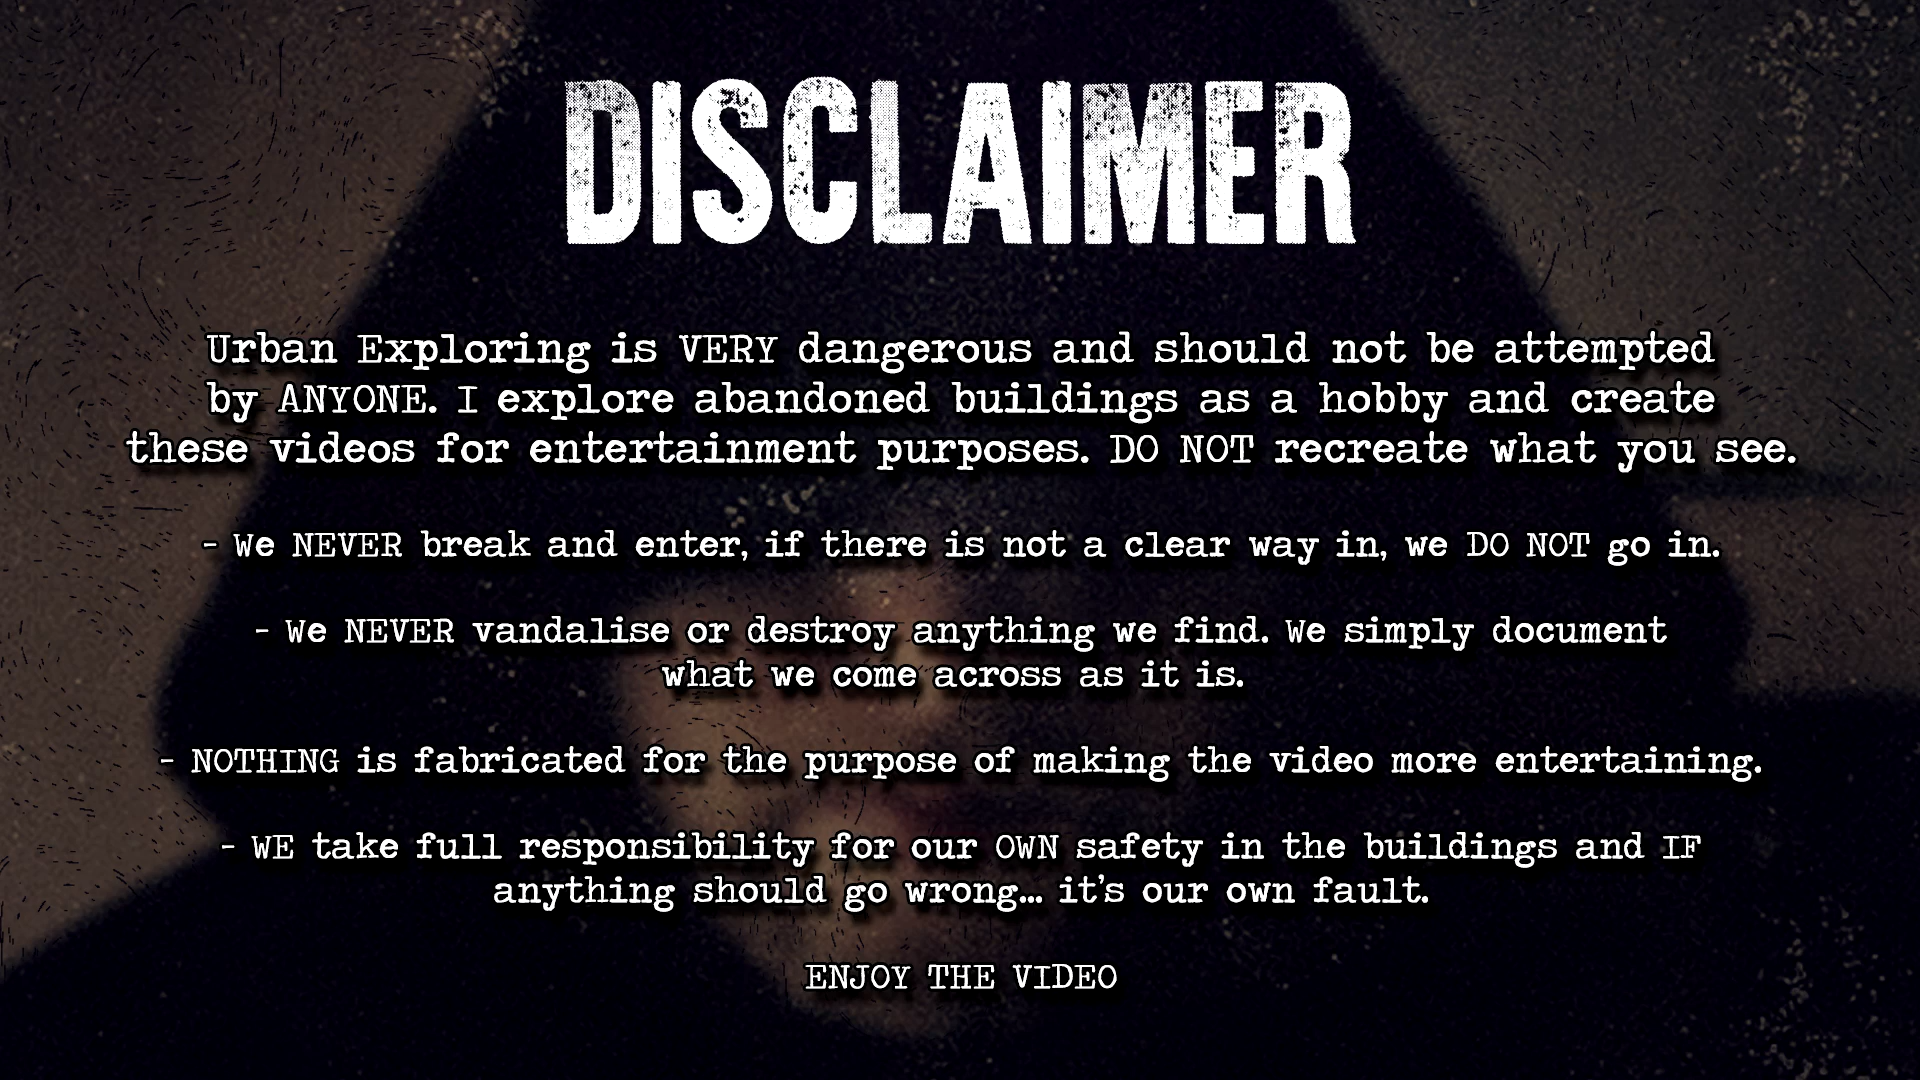 DISCLAIMER
Urban Exploring is VERY dangerous and should not be attempted
by ANYONE. I explore abandoned buildings as a hobby and create
these videos for entertainment purposes. DO NOT recreate what you see.
- We NEVER break and enter, if there is not a clear way in, we DO NOT go in.
- We NEVER vandalise or destroy anything we find. We simply document
what we come across as it is.
- NOTHING is fabricated for the purpose of making the video more entertaining.
- WE take full responsibility for our OWN safety in the buildings and IF
anything should go wrong... it's our own fault.
ENJOY THE VIDEO